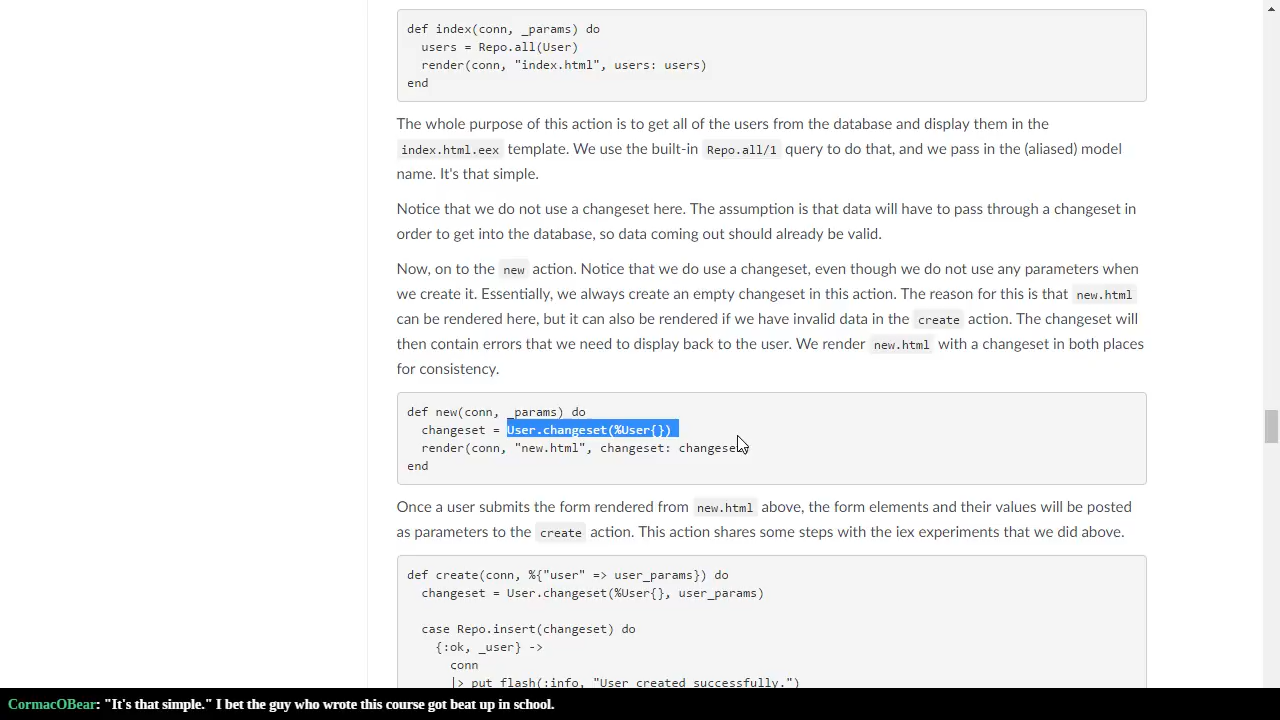 def index(conn, _params) do
users = Repo.all(User)
render(conn, "index.html", users: users)
end
The whole purpose of this action is to get all of the users from the database and display them in the
index.html.eex template. We use the built-in Repo.all/1 query to do that, and we pass in the (aliased) model
name. It's that simple.
Notice that we do not use a changeset here. The assumption is that data will have to pass through a changeset in
order to get into the database, so data coming out should already be valid.
Now, on to the new action. Notice that we do use a changeset, even though we do not use any parameters when
we create it. Essentially, we always create an empty changeset in this action. The reason for this is that new.html
can be rendered here, but it can also be rendered if we have invalid data in the create action. The changeset will
then contain errors that we need to display back to the user. We render new.html with a changeset in both places
for consistency.
def new(conn, _params) do
changeset = User.changeset(%User{})
render(conn, "new.html", changeset: changeset)
end
Once a user submits the form rendered from new.html above, the form elements and their values will be posted
as parameters to the create action. This action shares some steps with the iex experiments that we did above.
def create(conn, %{"user" => user_params}) do
changeset = User.changeset(%User{}, user_params)
case Repo.insert(changeset) do
{:ok, _user} ->
conn
|> put_flash(:info, "User created successfully.")
CormacOBear: "It's that simple." I bet the guy who wrote this course got beat up in school.